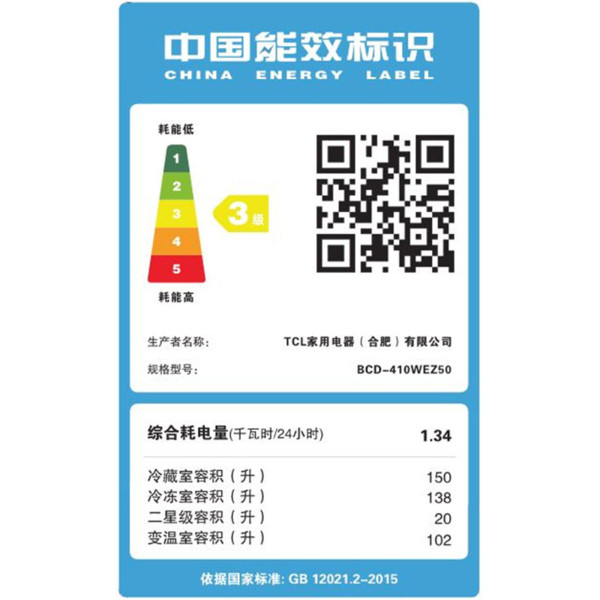 中国能效标识
CHINA ENERGY LABEL
耗能低
1
2
3
4
5
3级
耗能高
生产者名称: TCL家用电器(合肥)有限公司
规格型号: BCD-410WEZ50
综合耗电量(千瓦时/24小时) 1.34
冷藏室容积(升) 150
冷冻室容积(升) 138
二星级容积(升) 20
变温室容积(升) 102
依据国家标准: GB 12021.2-2015